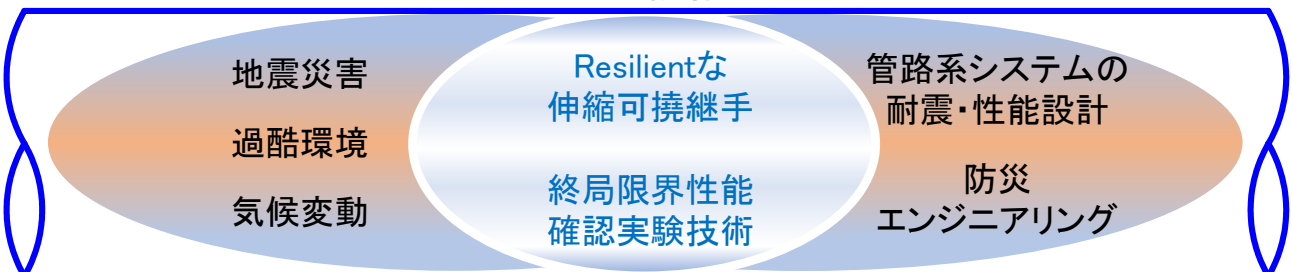 地震災害
過酷環境
気候変動
Resilientな
伸縮可撓継手
終局限界性能
確認実験技術
管路系システムの
耐震・性能設計
防災
エンジニアリング